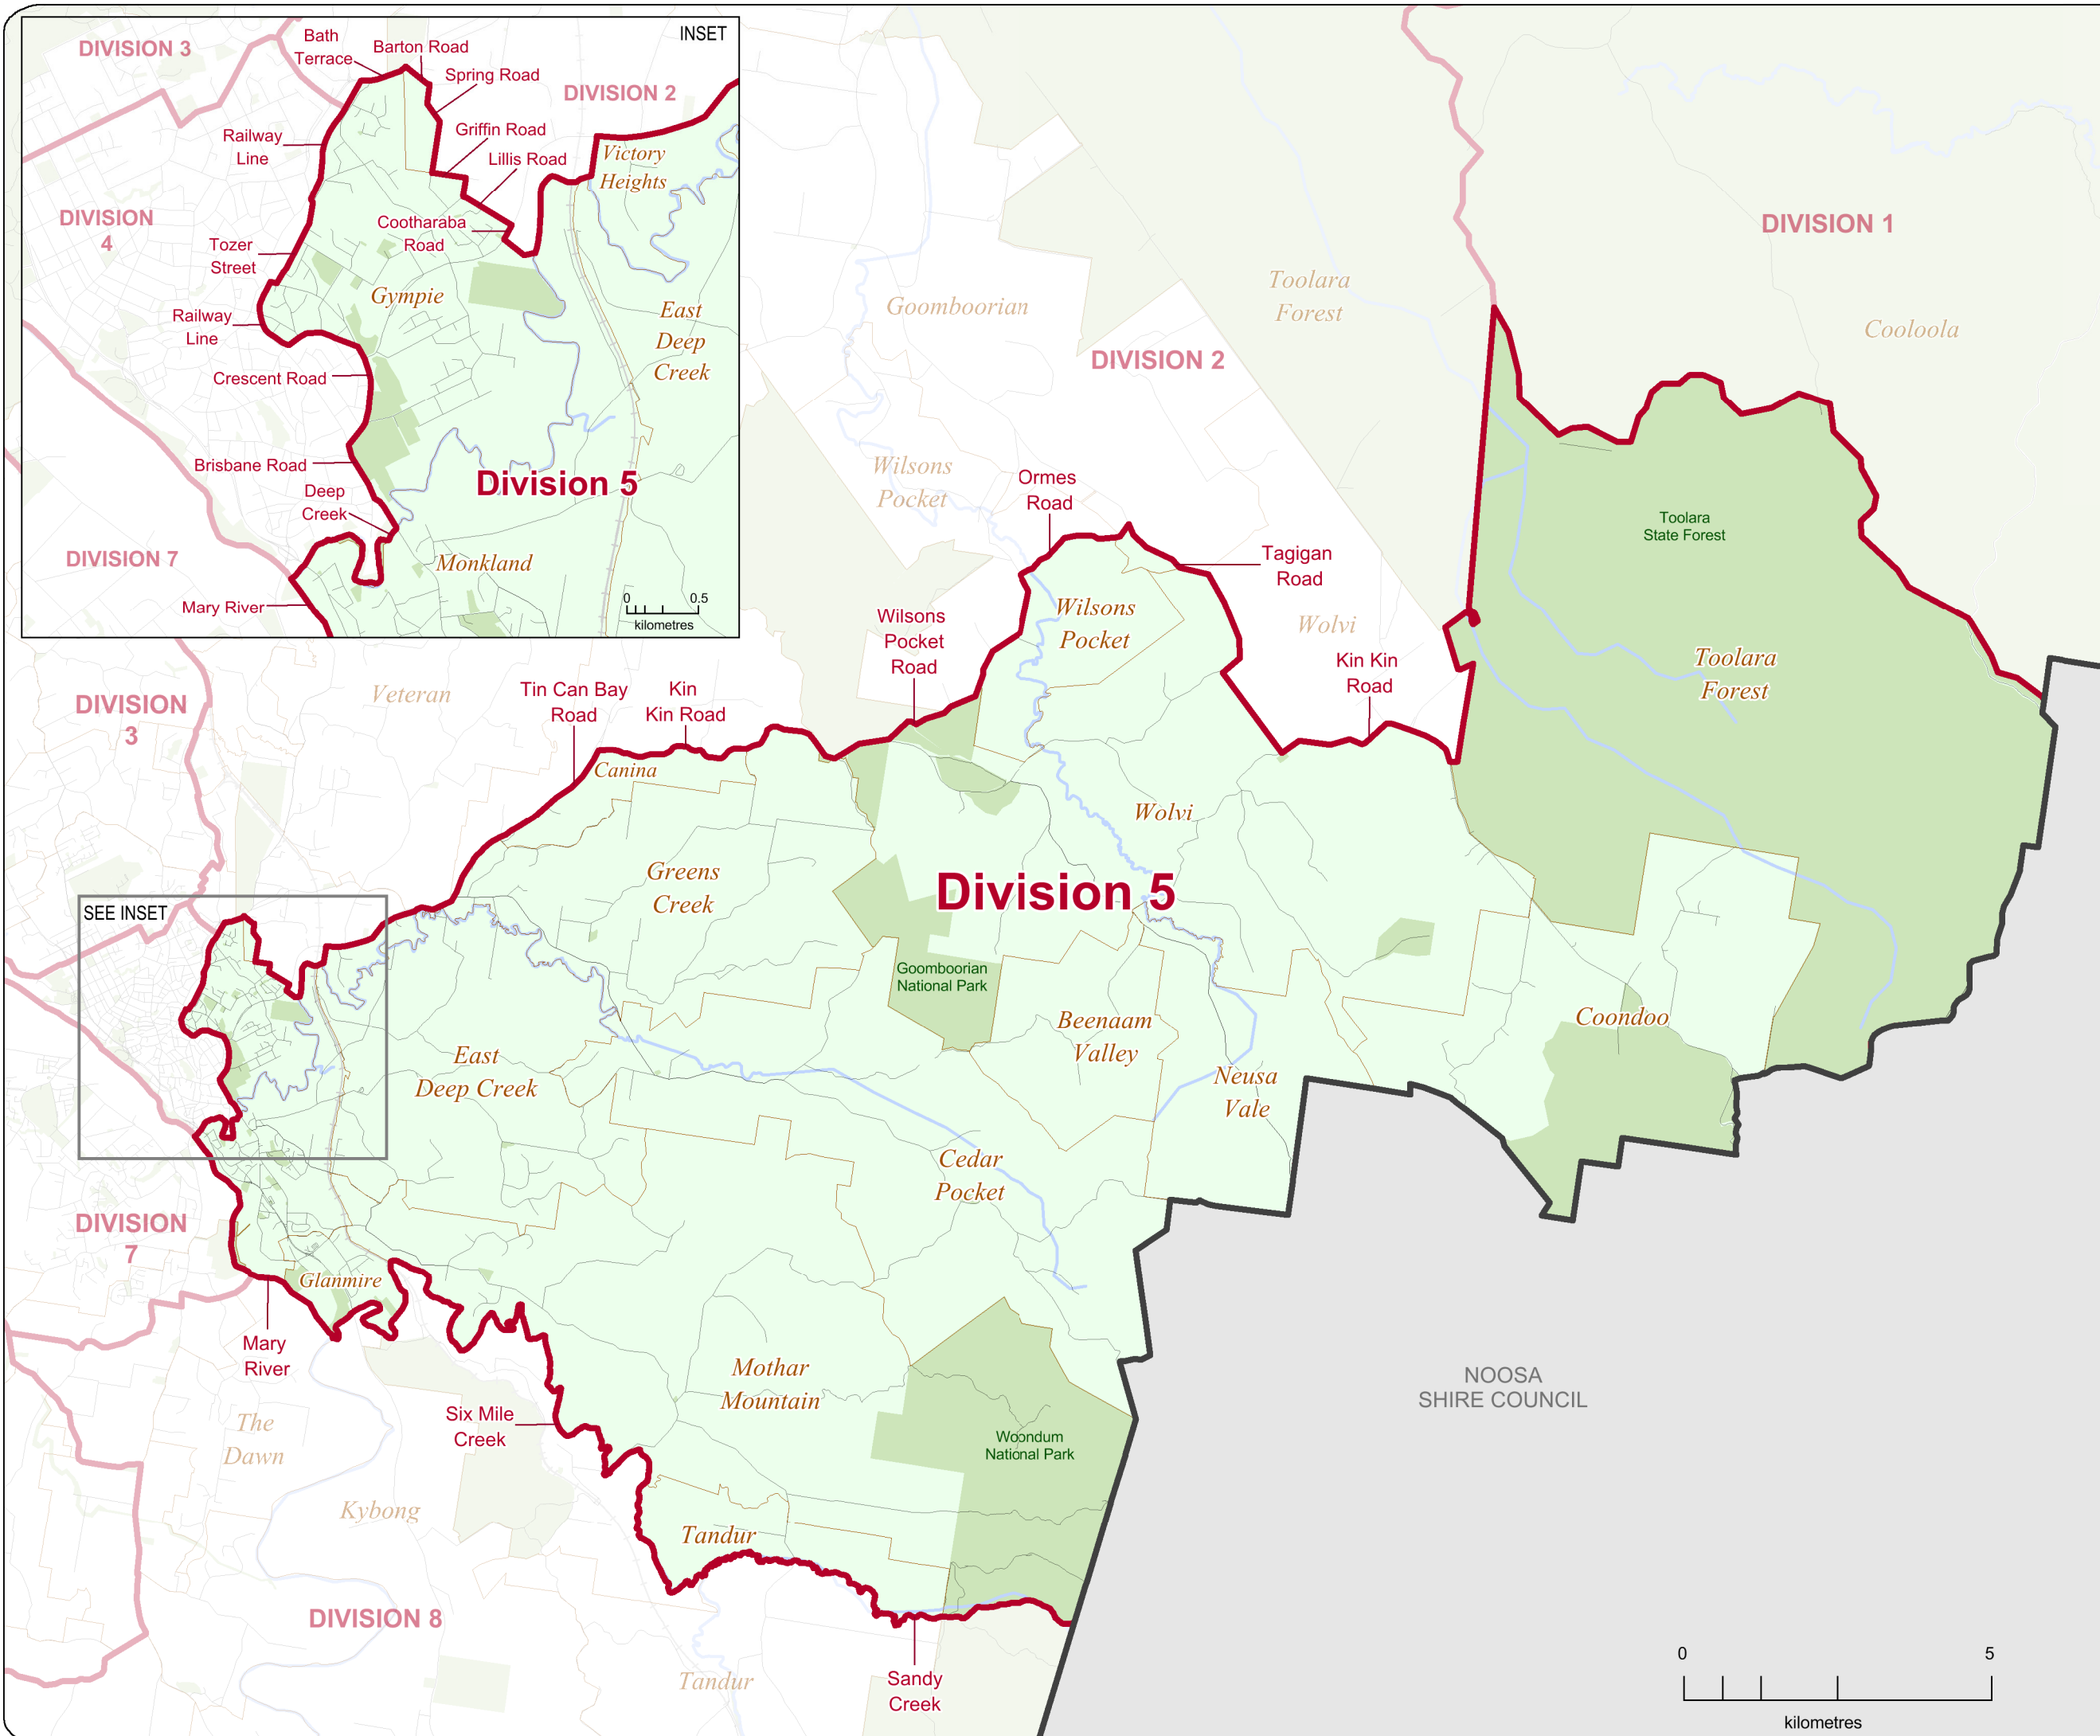 INSET
DIVISION 3
Bath
Terrace
Barton Road
Spring Road
DIVISION 2
Railway
Line
Griffin Road
Lillis Road
Victory
Heights
DIVISION
4
Cootharaba
Road
Tozer
Street
Gympie
East
Deep
Creek
Railway
Line
Crescent Road
Brisbane Road
Division 5
Deep
Creek
DIVISION 7
Monkland
Mary River
0
0.5
kilometres
DIVISION 1
Toolara
Forest
Goomboorian
Cooloola
DIVISION 2
Wilsons
Pocket
Ormes
Road
Toolara
State Forest
Tagigan
Road
Wilsons
Pocket
Wolvi
Wilsons
Pocket
Road
Kin Kin
Road
Toolara
Forest
Veteran
DIVISION
3
Tin Can Bay
Road
Kin
Kin Road
Canina
Wolvi
Greens
Creek
Division 5
SEE INSET
Goomboorian
National Park
Coondoo
Beenaam
Valley
East
Deep Creek
Neusa
Vale
Cedar
Pocket
DIVISION
7
Glanmire
Mary
River
Mothar
Mountain
NOOSA
SHIRE COUNCIL
Six Mile
Creek
The
Dawn
Woondum
National Park
Kybong
Tandur
DIVISION 8
Tandur
Sandy
Creek
0
5
kilometres